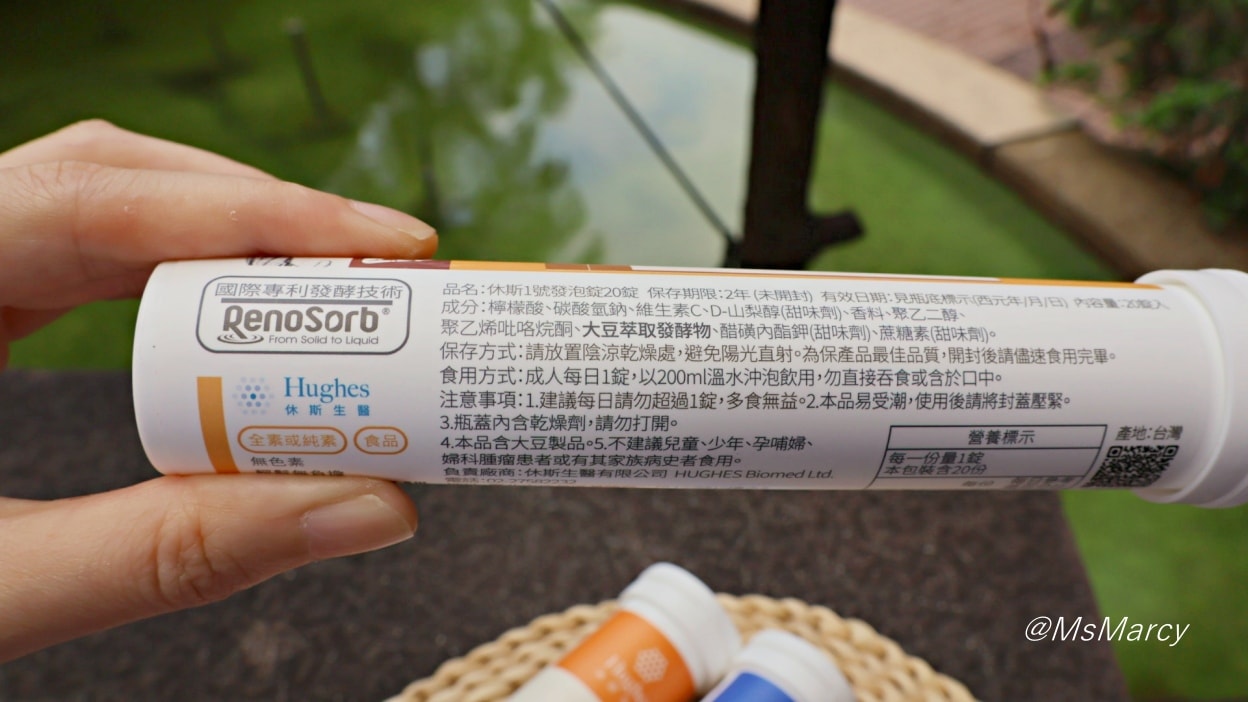 國際專利發酵技術
RenoSorb®
From Solid to Liquid
Hughes
休斯生醫
全素或純素 食品
無色素
品名:休斯1號發泡錠20錠 保存期限:2年(未開封) 有效日期:見瓶底標示(西元年/月/日) 內容量:20錠入
成分:檸檬酸、碳酸氫鈉、維生素C、D-山梨醇(甜味劑)、香料、聚乙二醇、
聚乙烯吡咯烷酮、大豆萃取發酵物、醋磺內酯鉀(甜味劑)、蔗糖素(甜味劑)。
保存方式:請放置陰涼乾燥處,避免陽光直射。為保產品最佳品質,開封後請儘速食用完畢。
食用方式:成人每日1錠,以200ml溫水沖泡飲用,勿直接吞食或含於口中。
注意事項:1.建議每日請勿超過1錠,多食無益。2.本品易受潮,使用後請將封蓋壓緊。
3.瓶蓋內含乾燥劑,請勿打開。
4.本品含大豆製品。5.不建議兒童、少年、孕哺婦、
婦科腫瘤患者或有其家族病史者食用。
負責廠商:休斯生醫有限公司 HUGHES Biomed Ltd.
營養標示
每一份量1錠
本包裝含20份
產地:台灣
Hughes
@MsMarcy